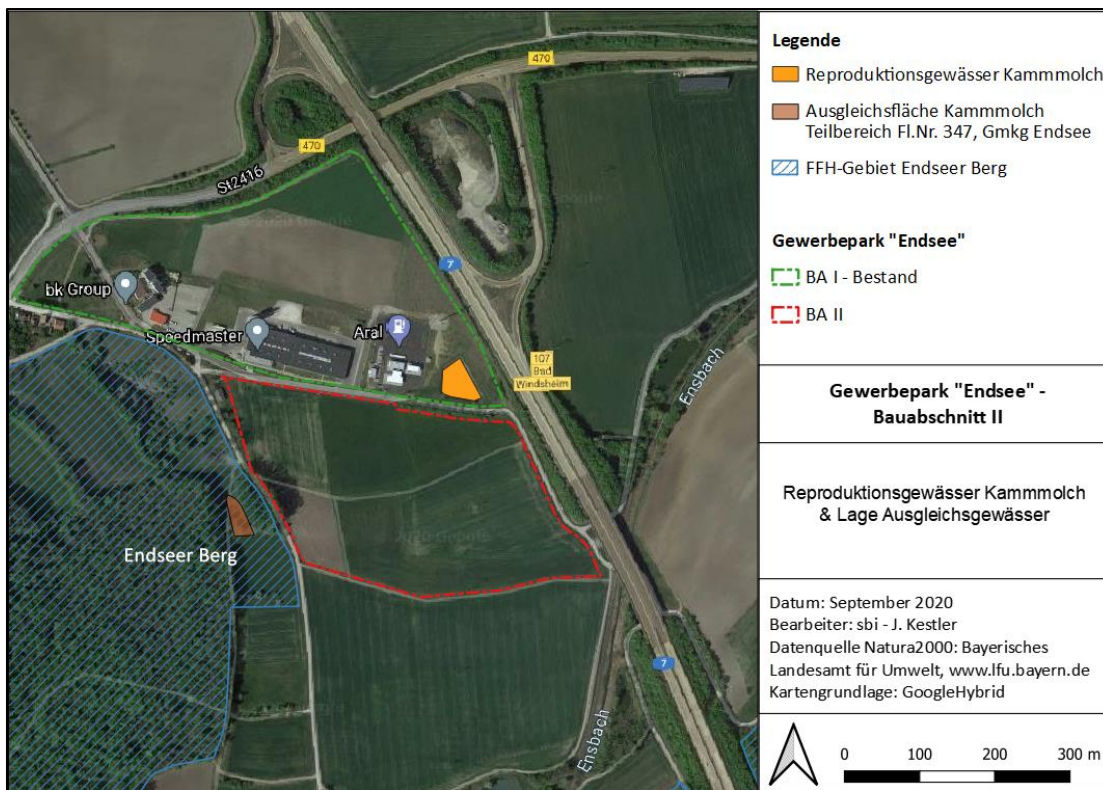 470
470
St2416
7
bk Group
Speedmaster
Aral
107
Bad
Windsheim
Ensbach
Endseer Berg
7
Ensbach
Legende
Reproduktionsgewässer Kammmolch
Ausgleichsfläche Kammmolch
Teilbereich Fl.Nr. 347, Gmkg Endsee
FFH-Gebiet Endseer Berg
Gewerbepark "Endsee"
BA I - Bestand
BA II
Gewerbepark "Endsee" -
Bauabschnitt II
Reproduktionsgewässer Kammmolch
& Lage Ausgleichsgewässer
Datum: September 2020
Bearbeiter: sbi - J. Kestler
Datenquelle Natura2000: Bayerisches
Landesamt für Umwelt, www.lfu.bayern.de
Kartengrundlage: GoogleHybrid
0 100 200 300 m